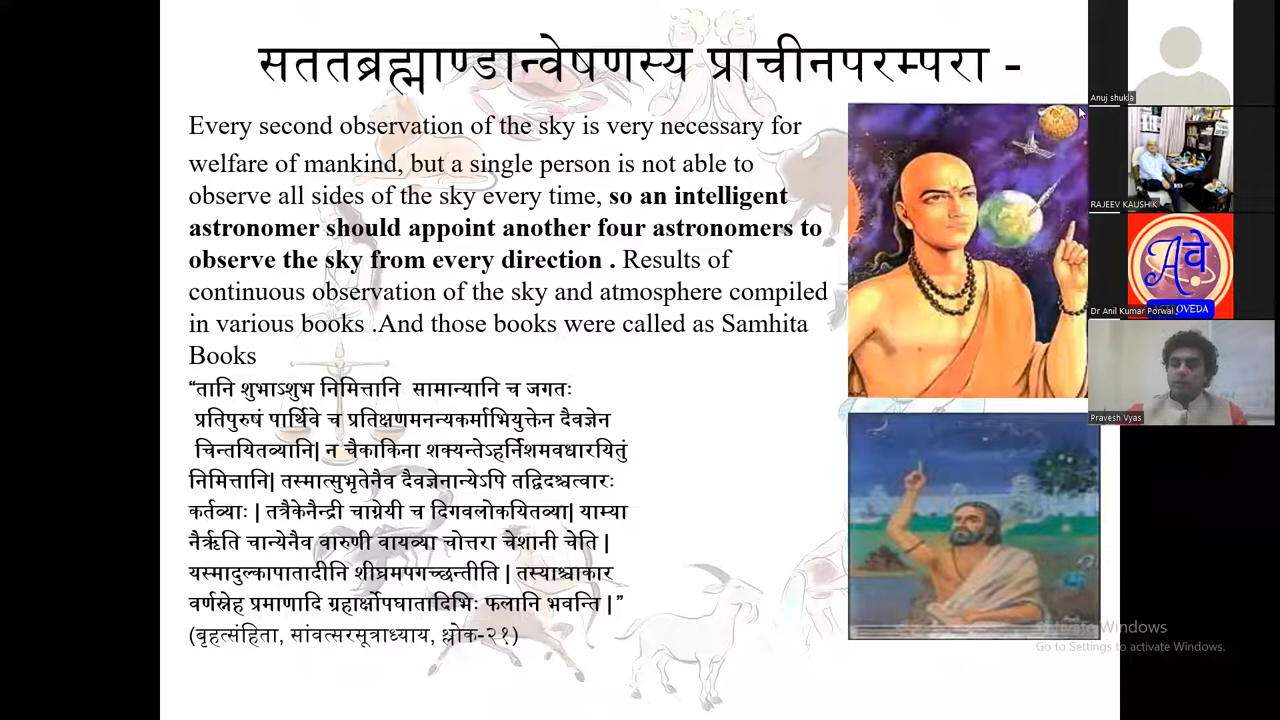 सततब्रह्माण्डान्वेषणस्य प्राचीनपरम्परा -
Every second observation of the sky is very necessary for
welfare of mankind, but a single person is not able to
observe all sides of the sky every time, so an intelligent
astronomer should appoint another four astronomers to
observe the sky from every direction . Results of
continuous observation of the sky and atmosphere compiled
in various books .And those books were called as Samhita
Books
“तानि शुभाऽशुभ निमित्तानि सामान्यानि च जगतः
प्रतिपुरुषं पार्थिवे च प्रतिक्षणमनन्यकर्माभियुक्तेन दैवज्ञेन
चिन्तयितव्यानि| न चैकाकिना शक्यन्तेऽहर्निशमवधारयितुं
निमित्तानि| तस्मात्सुभृतेनैव दैवज्ञेनान्येऽपि तद्विदश्चत्वारः
कर्तव्याः | तत्रैकेनैन्द्री चाग्नेयी च दिगवलोकयितव्या| याम्या
नैर्ऋति चान्येनैव वारुणी वायव्या चोत्तरा चेशानी चेति |
यस्मादुल्कापातादीनि शीघ्रमपगच्छन्तीति | तस्याश्चाकार
वर्णस्नेह प्रमाणादि ग्रहार्क्षोपघातादिभिः फलानि भवन्ति |”
(बृहत्संहिता, सांवत्सरसूत्राध्याय, श्लोक-२१)
Anuj shukla
RAJEEV KAUSHIK
Aवे
Dr Anil Kumar Porwal
OVEDA
Pravesh Vyas
Activate Windows
Go to Settings to activate Windows.